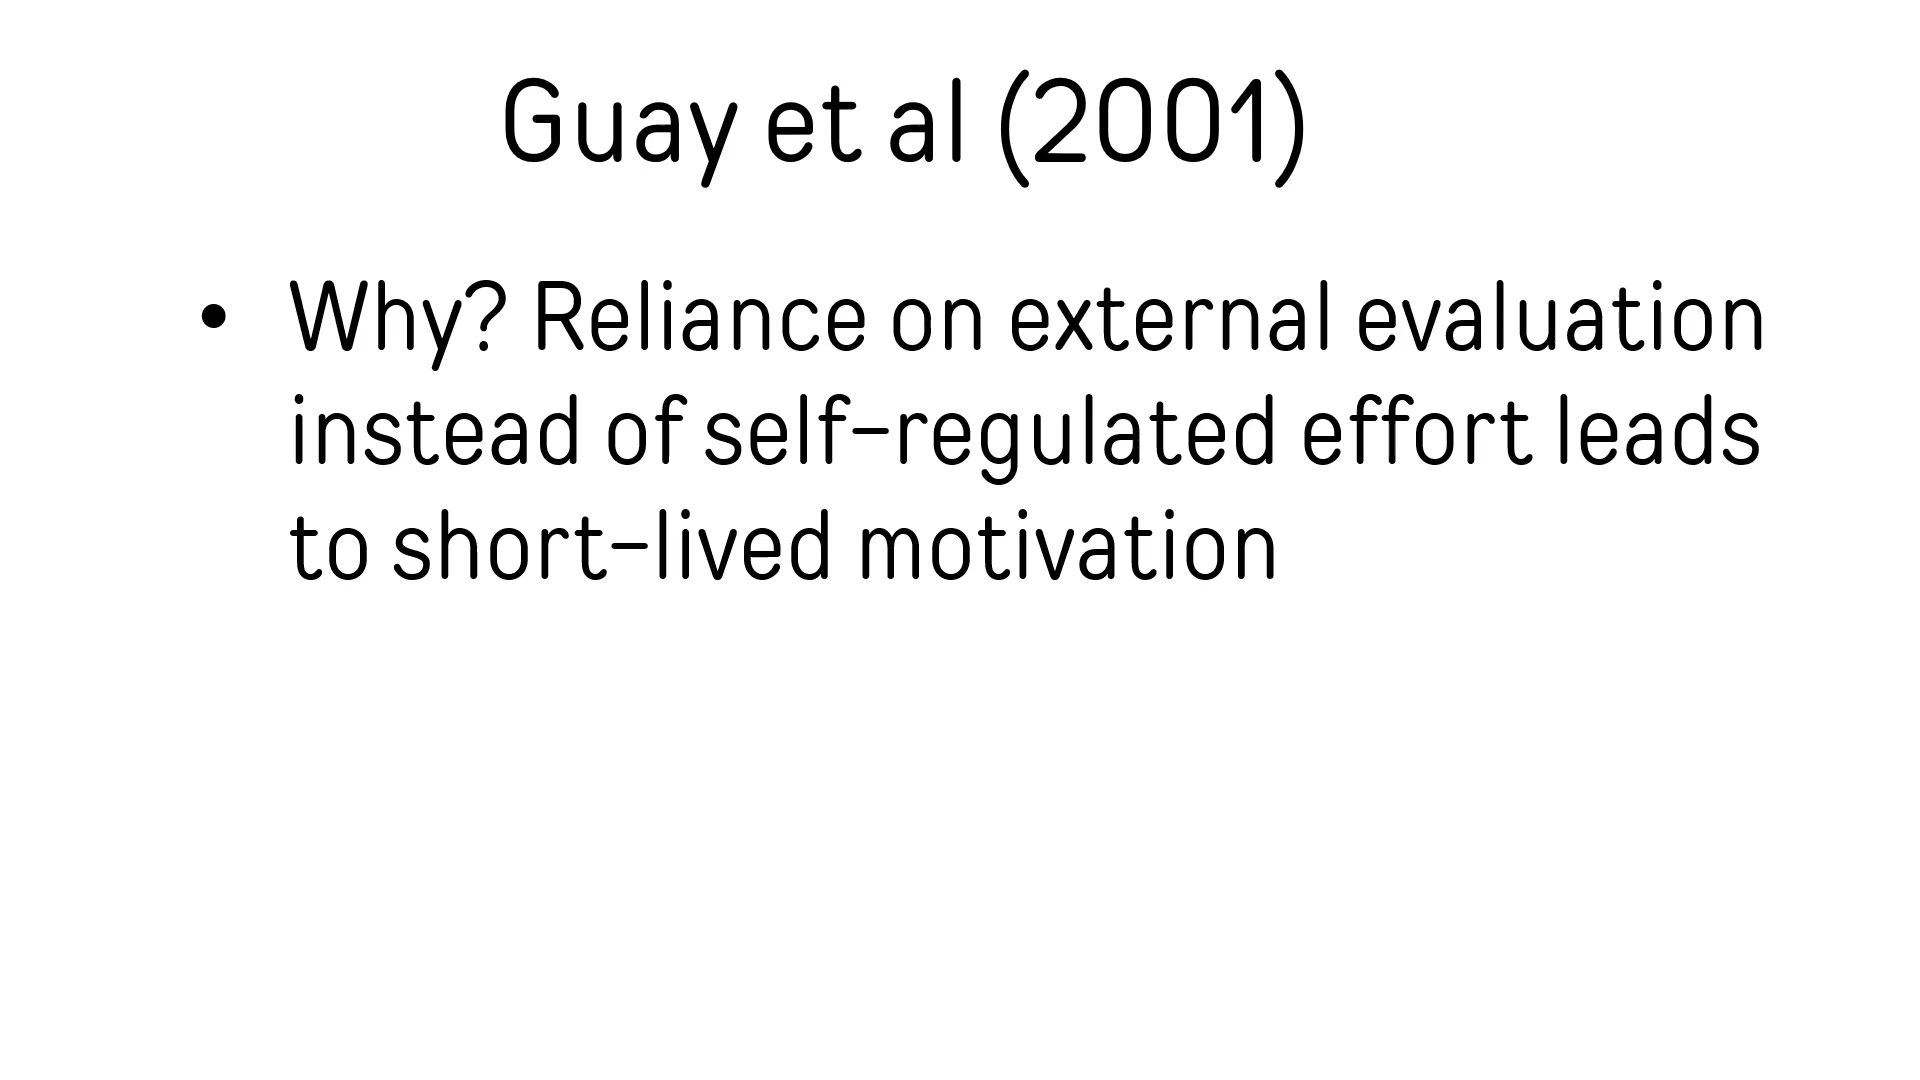 Guay et al (2001)
• Why? Reliance on external evaluation
instead of self-regulated effort leads
to short-lived motivation